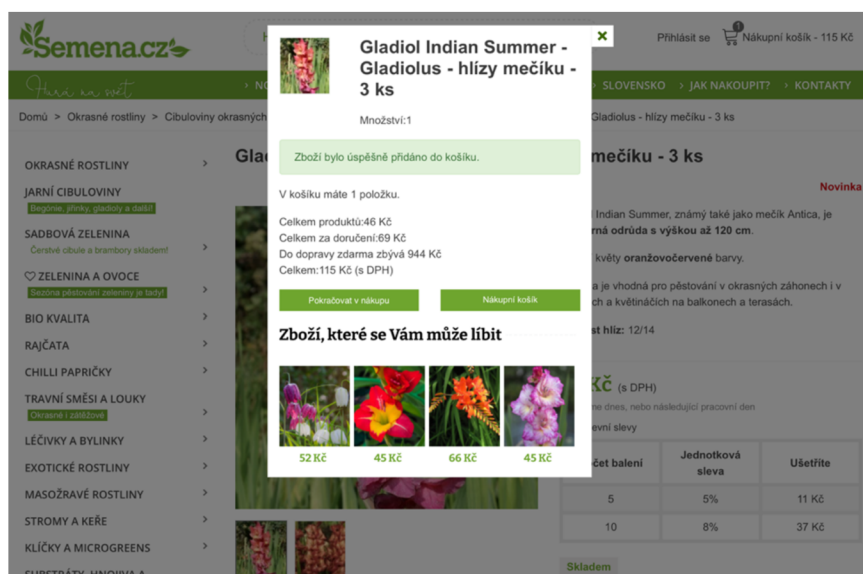 Semena.cz
Přihlásit se
1
Nákupní košík - 115 Kč
Hurá na svět
SLOVENSKO
JAK NAKOUPIT?
KONTAKTY
Domů > Okrasné rostliny > Cibuloviny okrasných
Gladiolus - hlízy mečíku - 3 ks
Gladiol Indian Summer -
Gladiolus - hlízy mečíku -
3 ks
Množství:1
Zboží bylo úspěšně přidáno do košíku.
V košíku máte 1 položku.
Celkem produktů:46 Kč
Celkem za doručení:69 Kč
Do dopravy zdarma zbývá 944 Kč
Celkem:115 Kč (s DPH)
Pokračovat v nákupu
Nákupní košík
Zboží, které se Vám může líbit
52 Kč
45 Kč
66 Kč
45 Kč
OKRASNÉ ROSTLINY
JARNÍ CIBULOVINY
Begónie, jiřinky, gladioly a další!
SADBOVÁ ZELENINA
Čerstvé cibule a brambory skladem!
ZELENINA A OVOCE
Sezóna pěstování zeleniny je tady!
BIO KVALITA
RAJČATA
CHILLI PAPRIČKY
TRAVNÍ SMĚSI A LOUKY
Okrasné i zátěžové
LÉČIVKY A BYLINKY
EXOTICKÉ ROSTLINY
MASOŽRAVÉ ROSTLINY
STROMY A KEŘE
KLÍČKY A MICROGREENS
SUBSTRÁTY, HNOJIVA A
mečíku - 3 ks
Novinka
Indian Summer, známý také jako mečík Antica, je
odrůda s výškou až 120 cm.
květy oranžovočervené barvy.
a je vhodná pro pěstování v okrasných záhonech i v
a květináčích na balkonech a terasách.
hlíz: 12/14
Kč (s DPH)
dnes, nebo následující pracovní den
slevy
balení
Jednotková
sleva
Ušetříte
5
5%
11 Kč
10
8%
37 Kč
Skladem